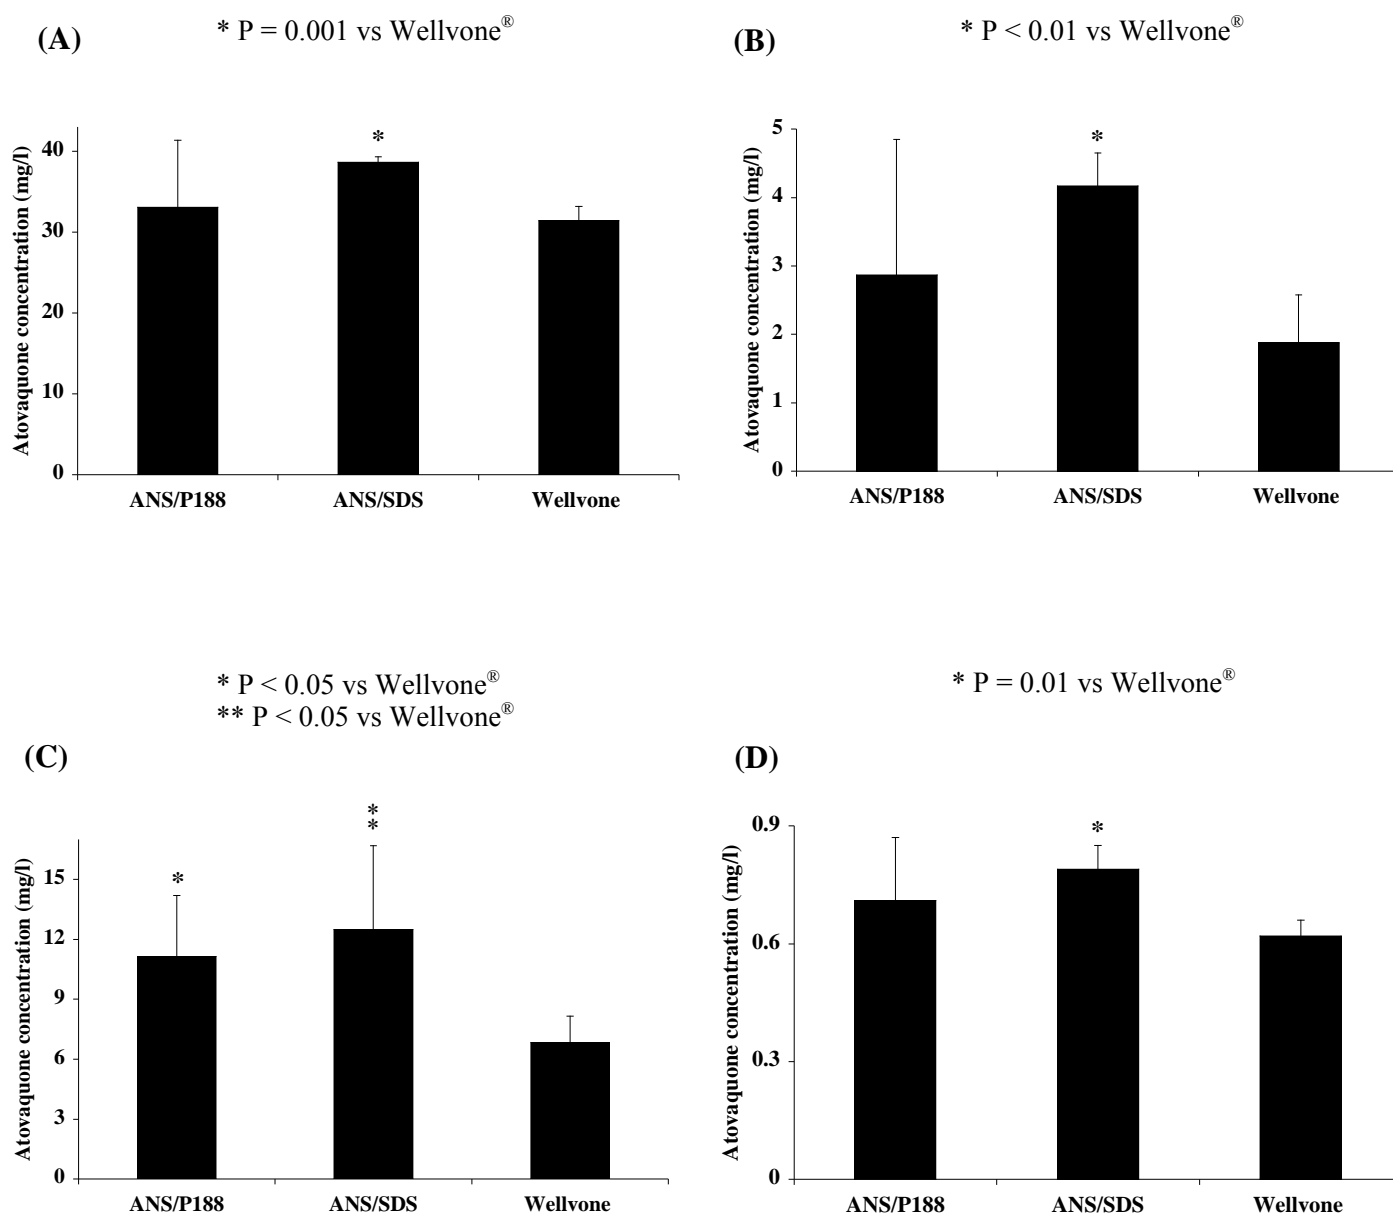 (A)
* P = 0.001 vs Wellvone®
Atovaquone concentration (mg/l)
40
30
20
10
0
*
ANS/P188 ANS/SDS Wellvone
(B)
* P < 0.01 vs Wellvone®
Atovaquone concentration (mg/l)
5
4
3
2
1
0
*
ANS/P188 ANS/SDS Wellvone
* P < 0.05 vs Wellvone®
** P < 0.05 vs Wellvone®
(C)
Atovaquone concentration (mg/l)
15
12
9
6
3
0
*
*
*
ANS/P188 ANS/SDS Wellvone
* P = 0.01 vs Wellvone®
(D)
Atovaquone concentration (mg/l)
0.9
0.6
0.3
0
*
ANS/P188 ANS/SDS Wellvone